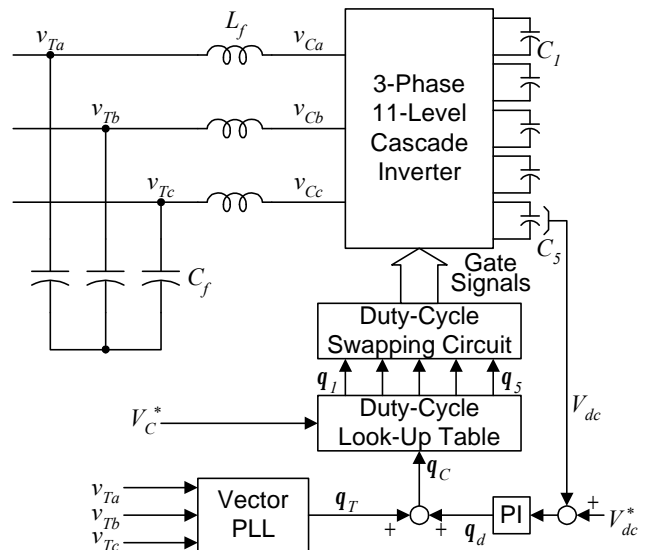 v_Ta
L_f
v_Ca
C_1
3-Phase
11-Level
Cascade
Inverter
v_Tb
v_Cb
v_Tc
v_Cc
C_5
C_f
Gate
Signals
Duty-Cycle
Swapping Circuit
q_1
q_5
V_dc
V_C^*
Duty-Cycle
Look-Up Table
q_C
v_Ta
v_Tb
v_Tc
Vector
PLL
q_T
+
+
q_d
PI
+
-
V_dc^*